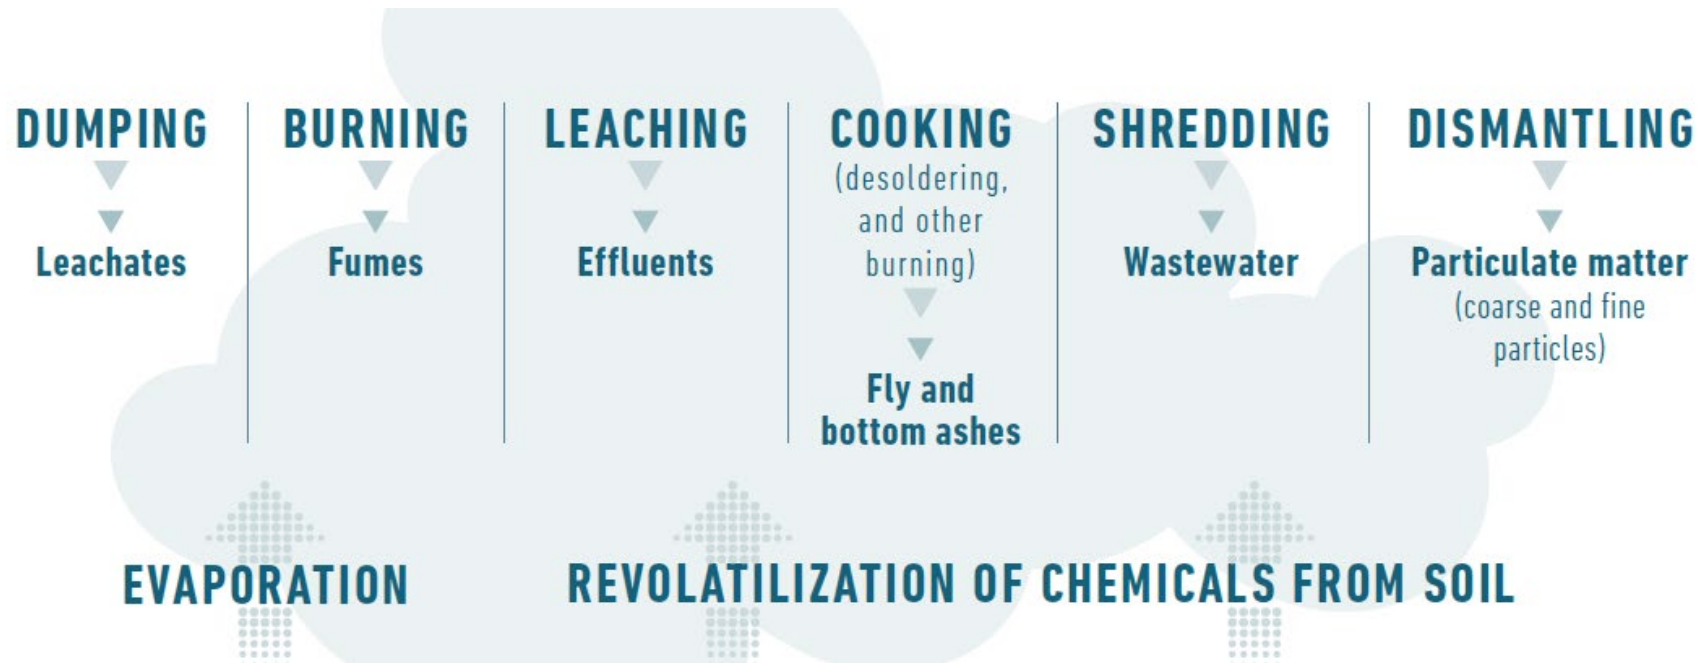 DUMPING
Leachates
BURNING
Fumes
LEACHING
Effluents
COOKING
(desoldering,
and other
burning)
Fly and
bottom ashes
SHREDDING
Wastewater
DISMANTLING
Particulate matter
(coarse and fine
particles)
EVAPORATION
REVOLATILIZATION OF CHEMICALS FROM SOIL